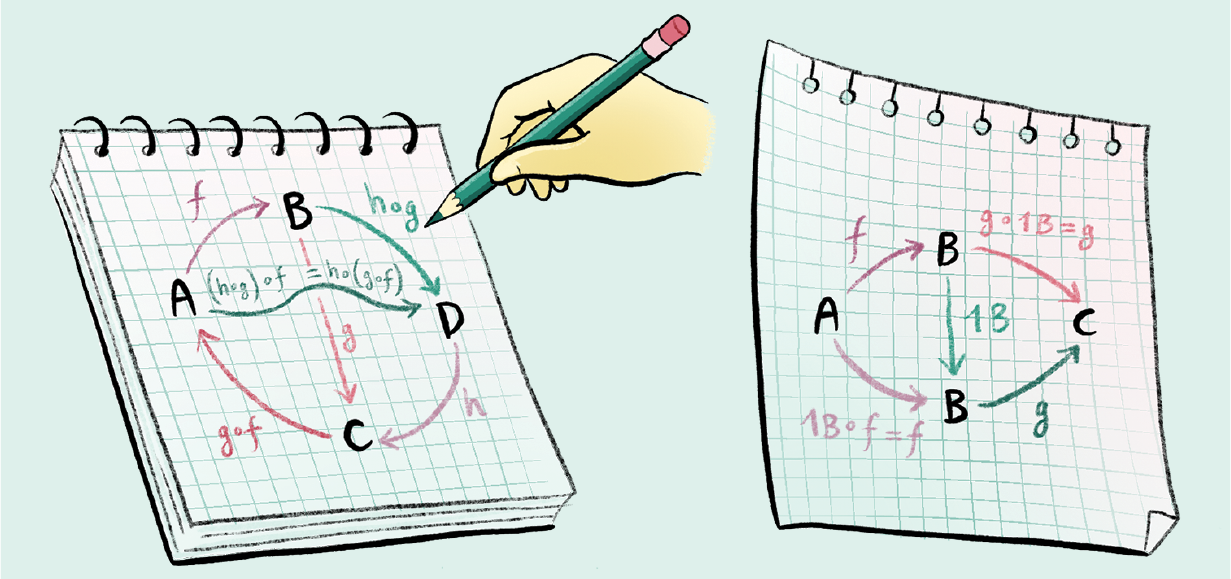 f
B
h∘g
A
(h∘g)∘f = h∘(g∘f)
D
g
h
g∘f
C
f
B
g∘1B=g
A
1B
C
B
1B∘f=f
g